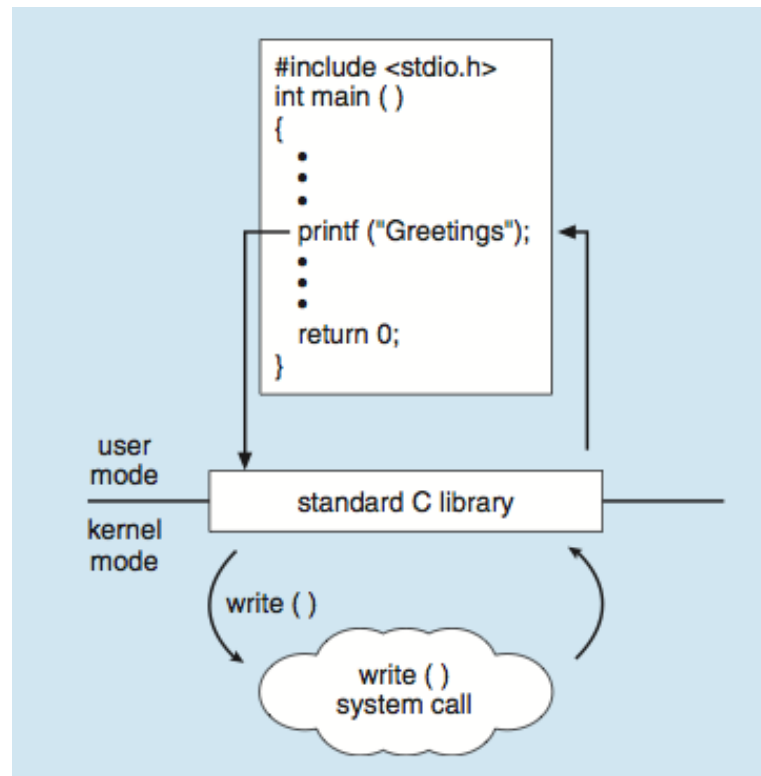 #include <stdio.h>
int main ( )
{
•
•
•
printf ("Greetings");
•
•
•
return 0;
}
user
mode
standard C library
kernel
mode
write ( )
write ( )
system call